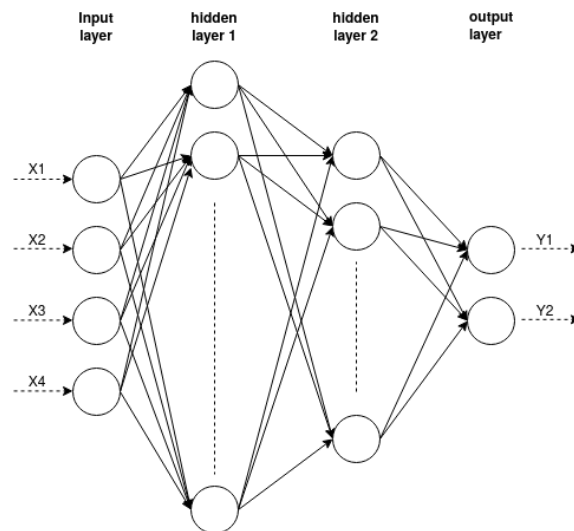 Input
layer
hidden
layer 1
hidden
layer 2
output
layer
X1
X2
X3
X4
Y1
Y2